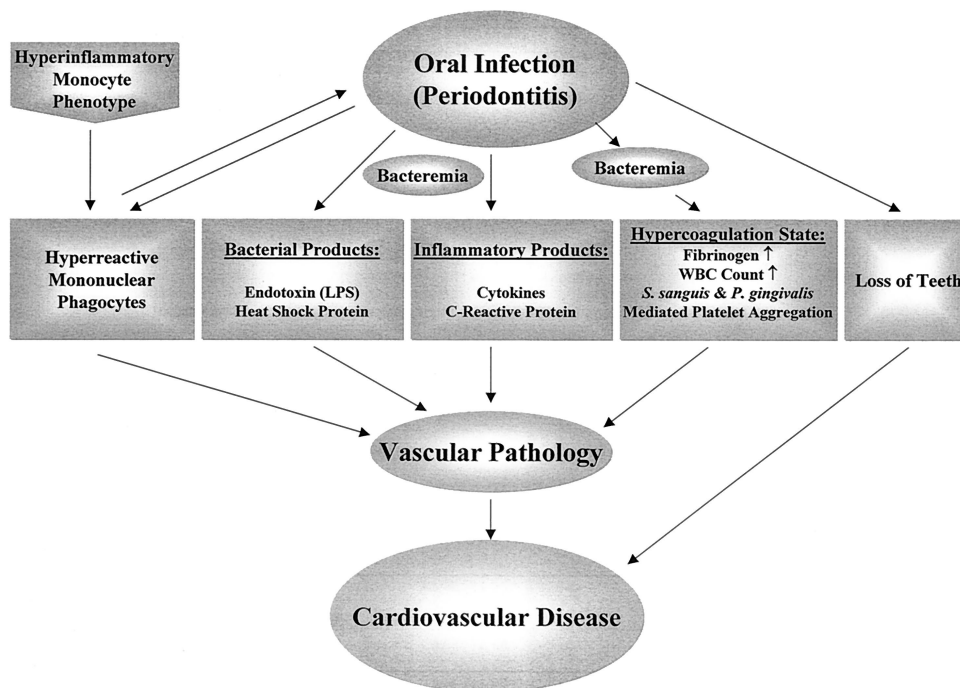 Hyperinflammatory
Monocyte
Phenotype
Oral Infection
(Periodontitis)
Bacteremia
Bacteremia
Hyperreactive
Mononuclear
Phagocytes
Bacterial Products:
Endotoxin (LPS)
Heat Shock Protein
Inflammatory Products:
Cytokines
C-Reactive Protein
Hypercoagulation State:
Fibrinogen ↑
WBC Count ↑
S. sanguis & P. gingivalis
Mediated Platelet Aggregation
Loss of Teeth
Vascular Pathology
Cardiovascular Disease